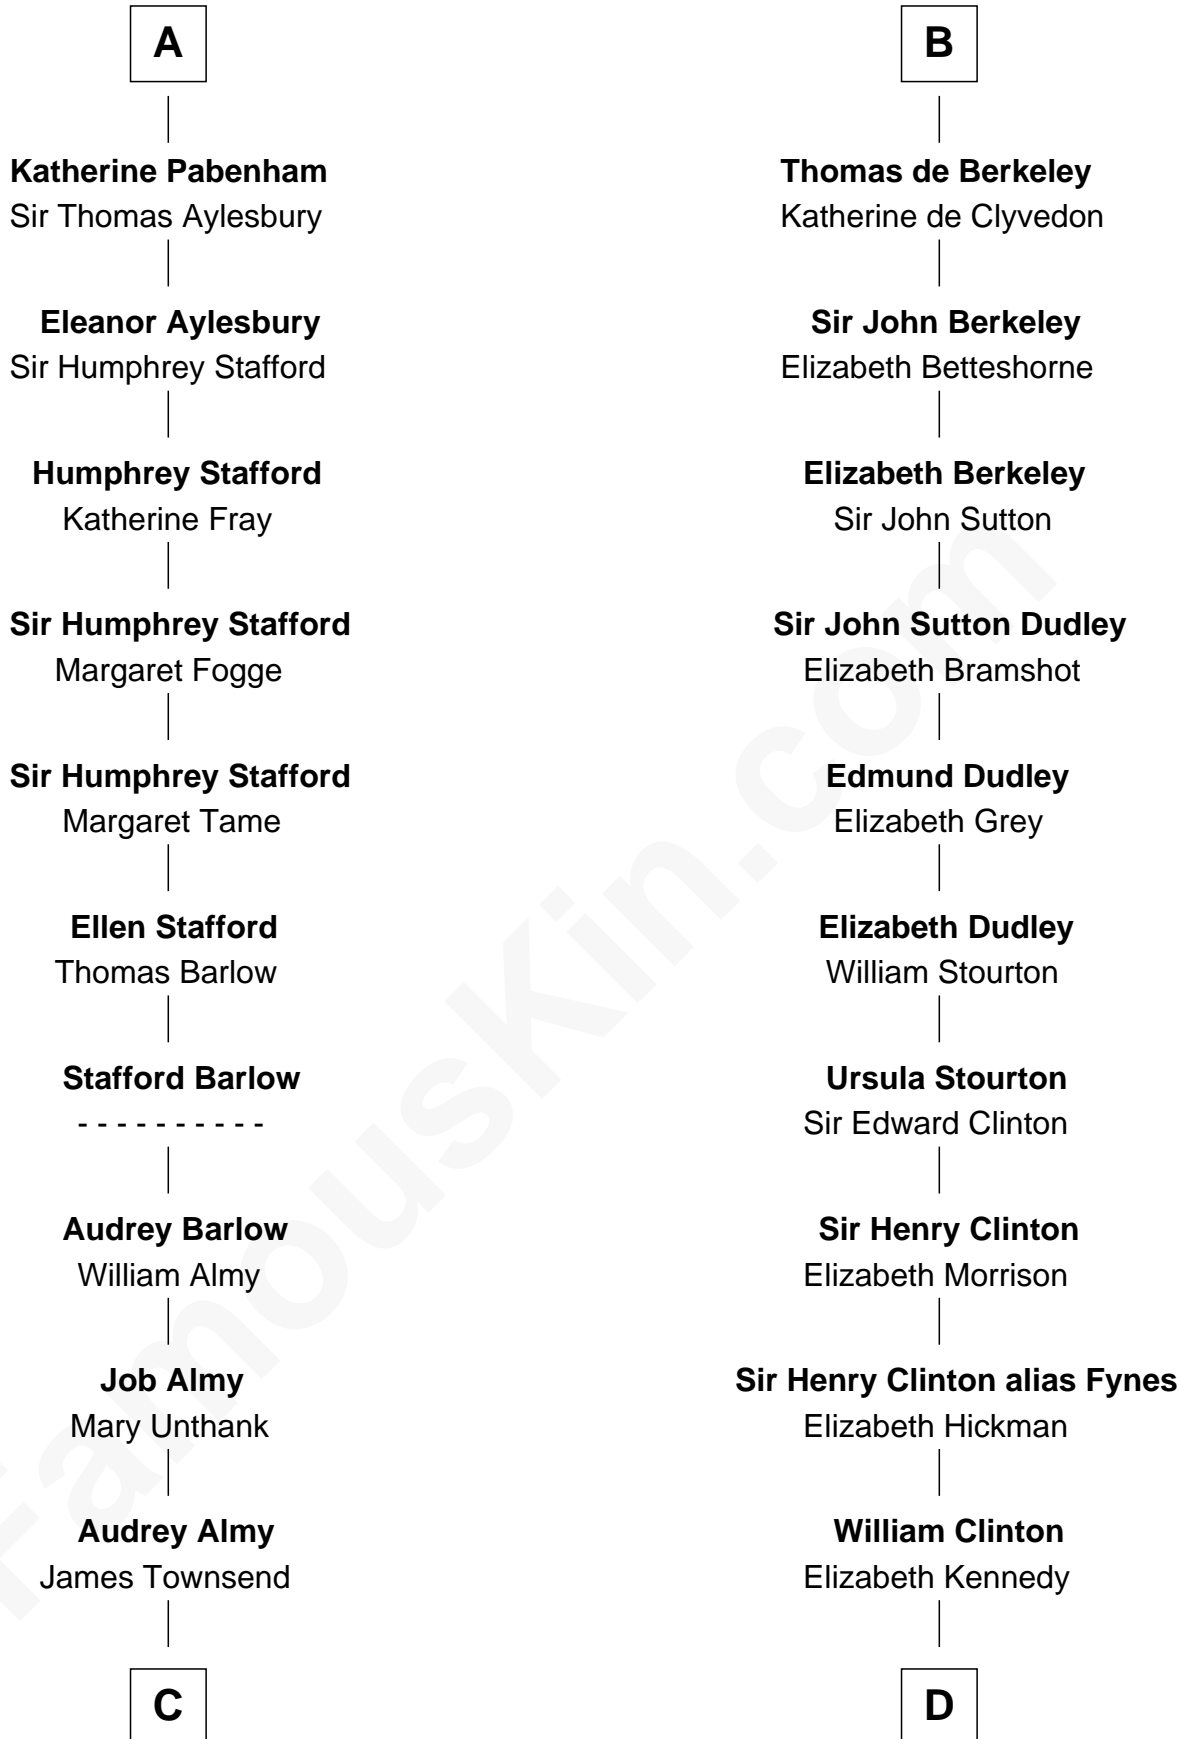 A
Katherine Pabenham
Sir Thomas Aylesbury
Eleanor Aylesbury
Sir Humphrey Stafford
Humphrey Stafford
Katherine Fray
Sir Humphrey Stafford
Margaret Fogge
Sir Humphrey Stafford
Margaret Tame
Ellen Stafford
Thomas Barlow
Stafford Barlow
- - - - - - - - - -
Audrey Barlow
William Almy
Job Almy
Mary Unthank
Audrey Almy
James Townsend
C
B
Thomas de Berkeley
Katherine de Clyvedon
Sir John Berkeley
Elizabeth Betteshorne
Elizabeth Berkeley
Sir John Sutton
Sir John Sutton Dudley
Elizabeth Bramshot
Edmund Dudley
Elizabeth Grey
Elizabeth Dudley
William Stourton
Ursula Stourton
Sir Edward Clinton
Sir Henry Clinton
Elizabeth Morrison
Sir Henry Clinton alias Fynes
Elizabeth Hickman
William Clinton
Elizabeth Kennedy
D
FamousKin.com